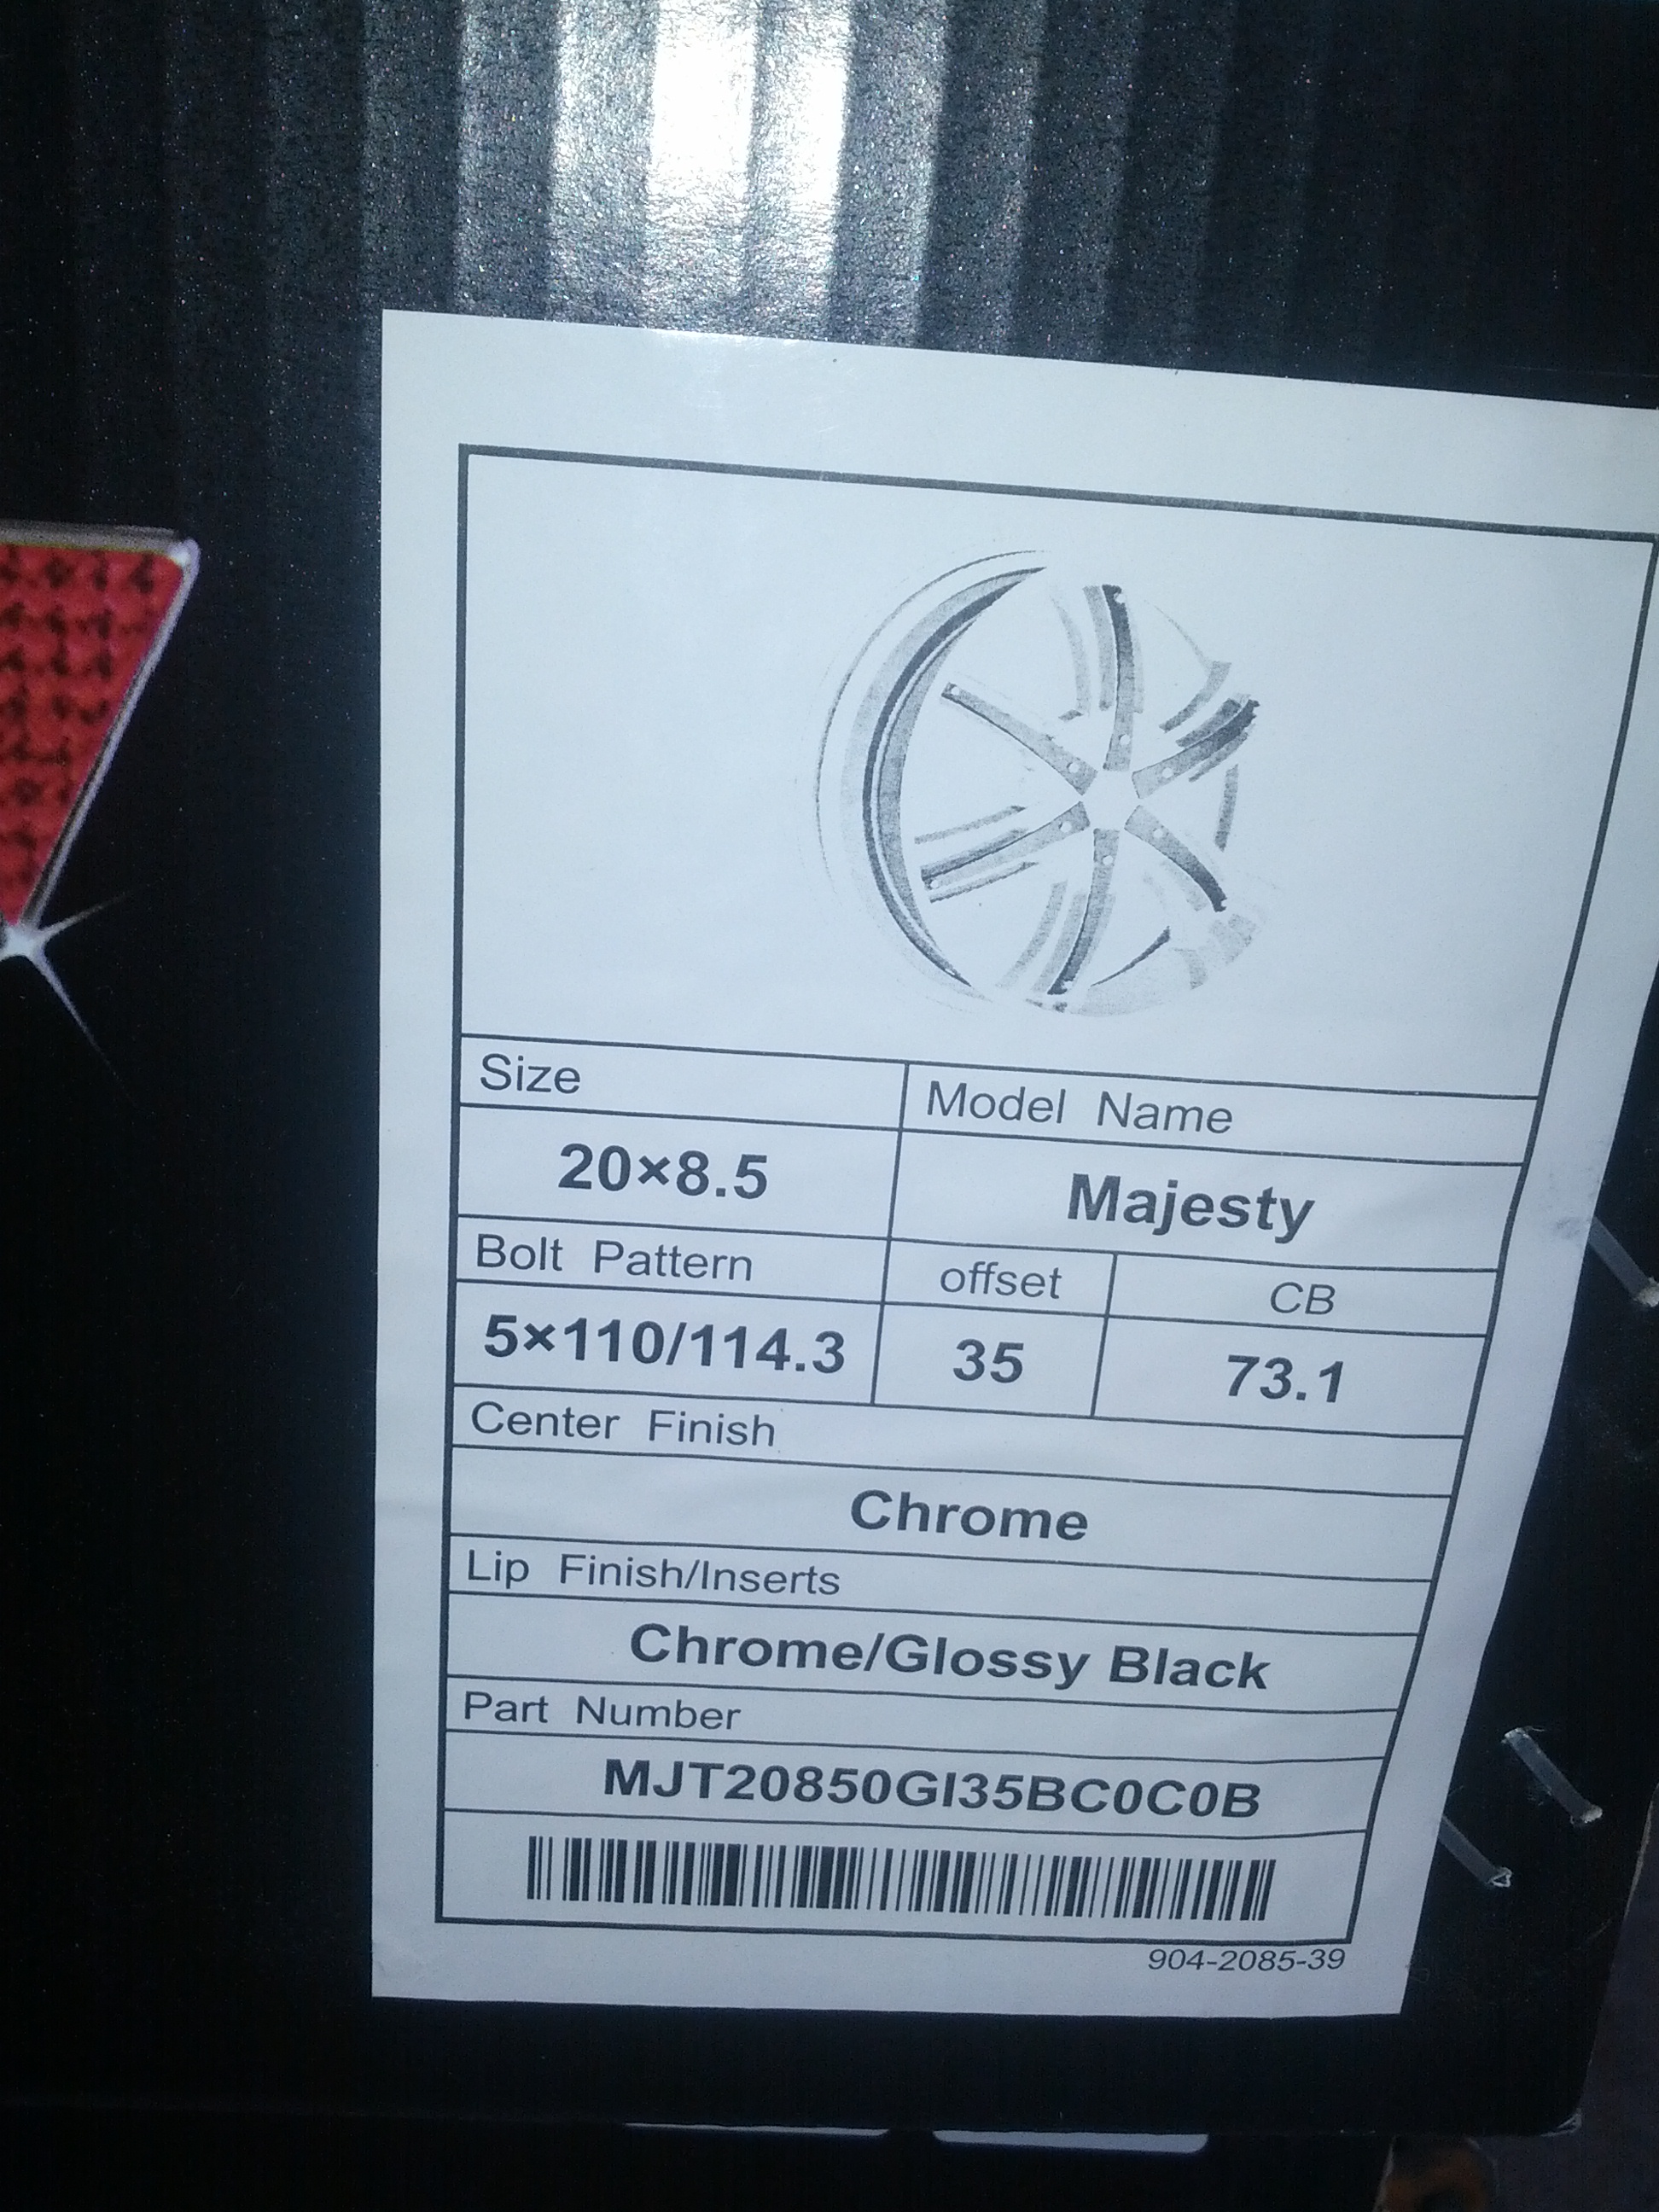 Size
Model Name
20×8.5
Majesty
Bolt Pattern
offset
CB
5×110/114.3
35
73.1
Center Finish
Chrome
Lip Finish/Inserts
Chrome/Glossy Black
Part Number
MJT20850GI35BC0C0B
904-2085-39